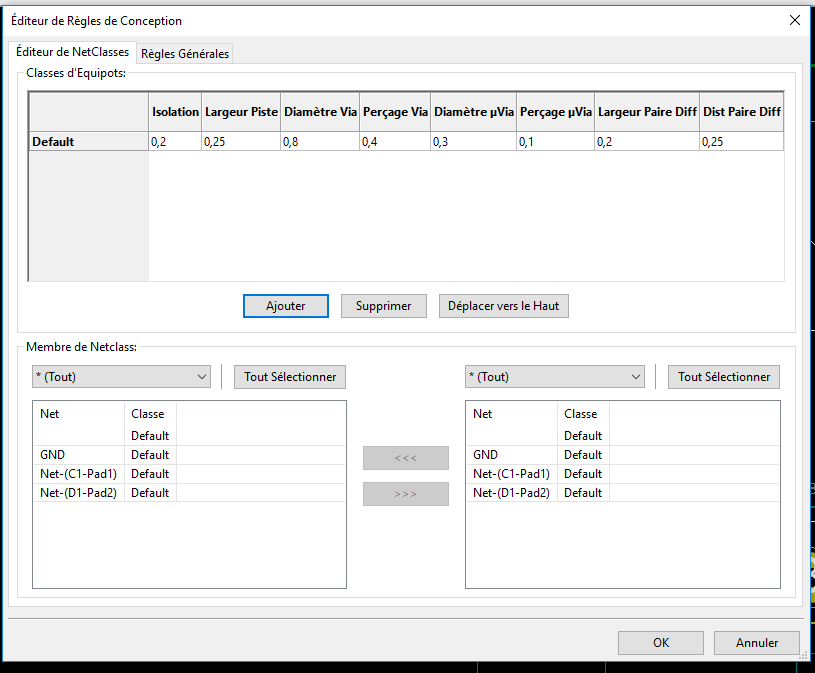 Éditeur de Règles de Conception
Éditeur de NetClasses Règles Générales
Classes d'Equipots:
Isolation Largeur Piste Diamètre Via Perçage Via Diamètre µVia Perçage µVia Largeur Paire Diff Dist Paire Diff
Default 0,2 0,25 0,8 0,4 0,3 0,1 0,2 0,25
Ajouter Supprimer Déplacer vers le Haut
Membre de Netclass:
* (Tout) Tout Sélectionner * (Tout) Tout Sélectionner
Net Classe Net Classe
Default Default
GND Default GND Default
Net-(C1-Pad1) Default Net-(C1-Pad1) Default
Net-(D1-Pad2) Default Net-(D1-Pad2) Default
<<<
>>>
OK Annuler